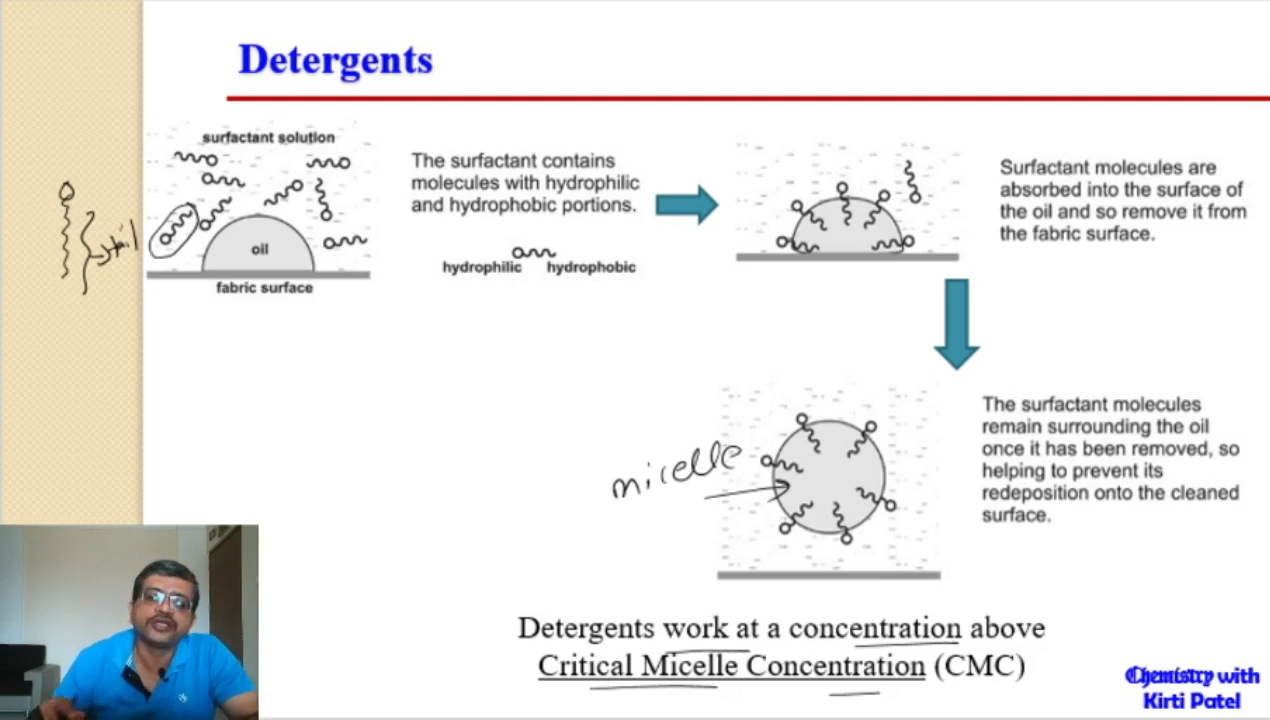 Detergents
surfactant solution
oil
fabric surface
tail
The surfactant contains
molecules with hydrophilic
and hydrophobic portions.
hydrophilic hydrophobic
Surfactant molecules are
absorbed into the surface of
the oil and so remove it from
the fabric surface.
micelle
The surfactant molecules
remain surrounding the oil
once it has been removed, so
helping to prevent its
redeposition onto the cleaned
surface.
Detergents work at a concentration above
Critical Micelle Concentration (CMC)
Chemistry with
Kirti Patel